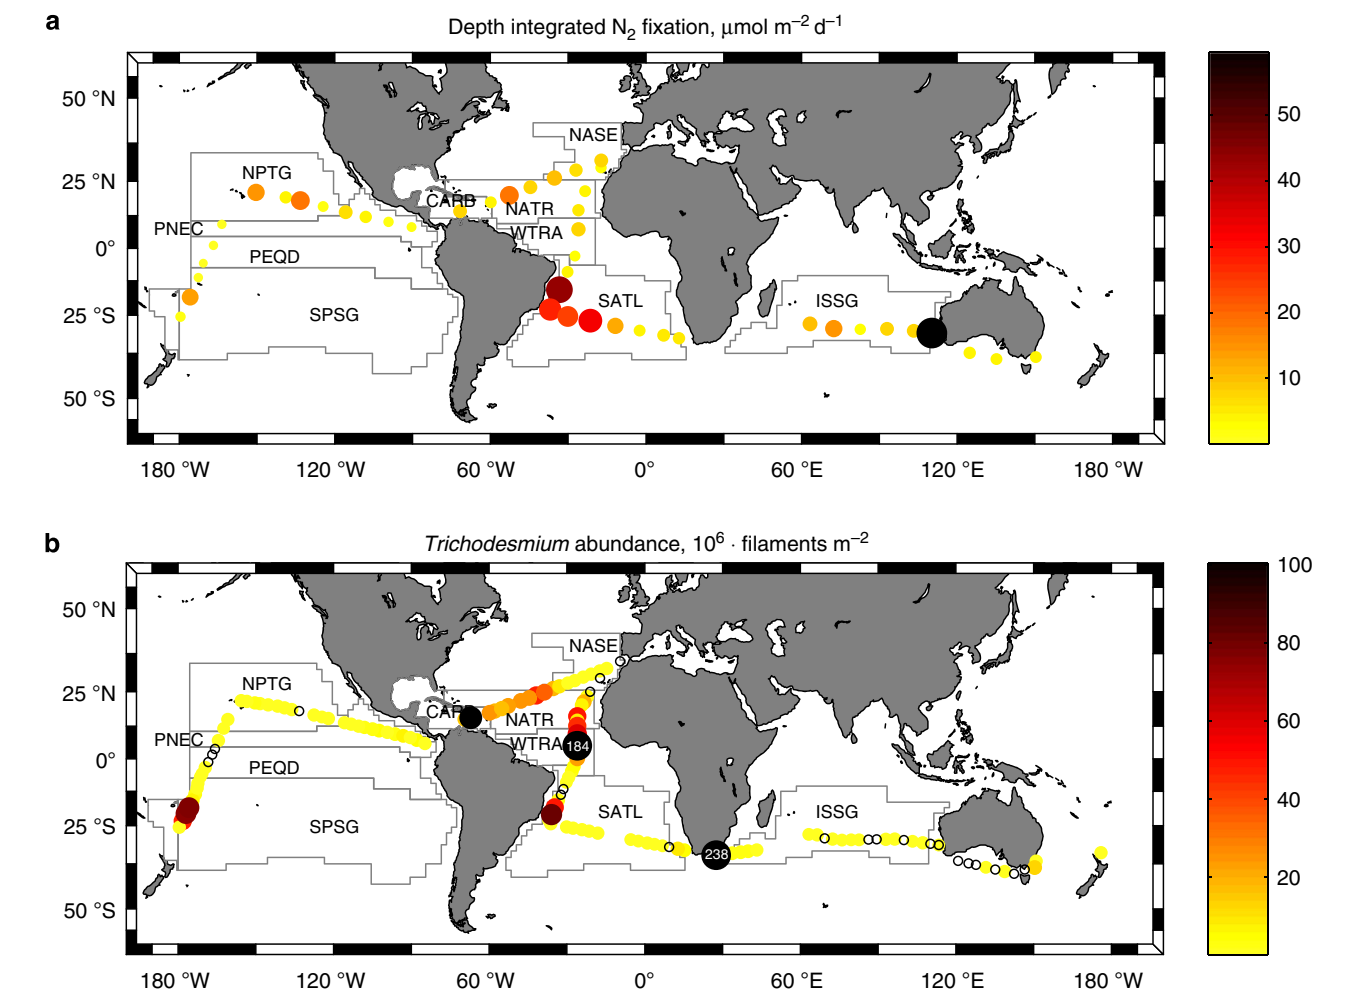 a
Depth integrated N₂ fixation, μmol m⁻² d⁻¹
50 °N
25 °N
0°
25 °S
50 °S
NASE
NPTG
CARB
NATR
PNEC
WTRA
PEQD
SATL
SPSG
ISSG
180 °W
120 °W
60 °W
0°
60 °E
120 °E
180 °W
50
40
30
20
10
b
Trichodesmium abundance, 10⁶ · filaments m⁻²
50 °N
25 °N
0°
25 °S
50 °S
NASE
NPTG
CAR
NATR
PNEC
WTRA
184
PEQD
SATL
SPSG
ISSG
238
180 °W
120 °W
60 °W
0°
60 °E
120 °E
180 °W
100
80
60
40
20